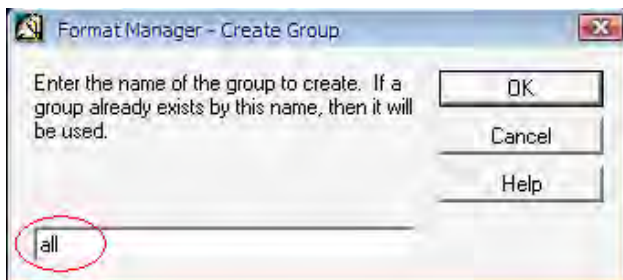 Format Manager - Create Group
Enter the name of the group to create. If a
group already exists by this name, then it will
be used.
OK
Cancel
Help
all